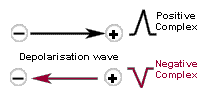 Positive
Complex
Depolarisation wave
Negative
Complex